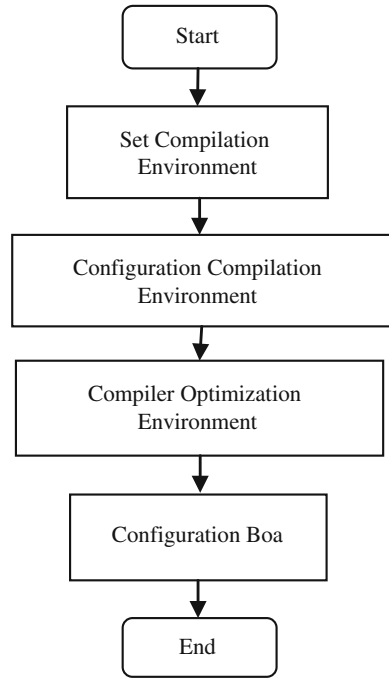 Start
Set Compilation
Environment
Configuration Compilation
Environment
Compiler Optimization
Environment
Configuration Boa
End